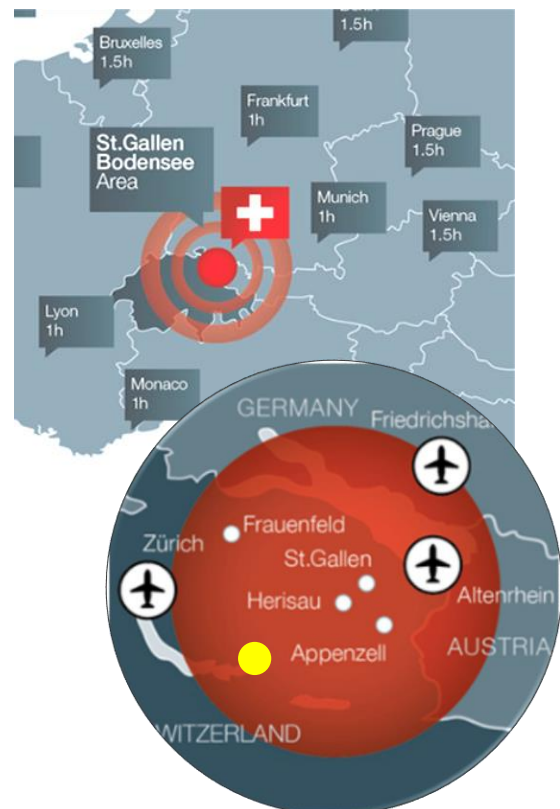 Bruxelles
1.5h
Frankfurt
1h
St.Gallen
Bodensee
Area
Prague
1.5h
Munich
1h
Vienna
1.5h
Lyon
1h
Monaco
1h
GERMANY
Zürich
Frauenfeld
St.Gallen
Herisau
Altenrhein
Appenzell
AUSTRIA